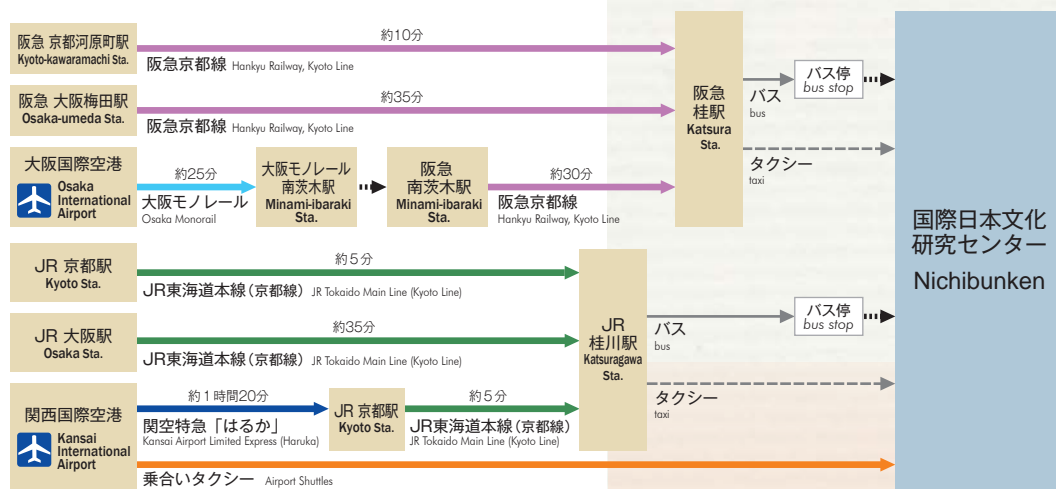 阪急 京都河原町駅
Kyoto-kawaramachi Sta.
約10分
阪急京都線 Hankyu Railway, Kyoto Line
阪急 大阪梅田駅
Osaka-umeda Sta.
約35分
阪急京都線 Hankyu Railway, Kyoto Line
大阪国際空港
Osaka
International
Airport
約25分
大阪モノレール
Osaka Monorail
大阪モノレール
南茨木駅
Minami-ibaraki
Sta.
阪急
南茨木駅
Minami-ibaraki
Sta.
約30分
阪急京都線
Hankyu Railway, Kyoto Line
阪急
桂駅
Katsura
Sta.
バス
bus
バス停
bus stop
タクシー
taxi
JR 京都駅
Kyoto Sta.
約5分
JR東海道本線(京都線) JR Tokaido Main Line (Kyoto Line)
JR 大阪駅
Osaka Sta.
約35分
JR東海道本線(京都線) JR Tokaido Main Line (Kyoto Line)
関西国際空港
Kansai
International
Airport
約1時間20分
関空特急「はるか」
Kansai Airport Limited Express (Haruka)
JR 京都駅
Kyoto Sta.
約5分
JR東海道本線(京都線)
JR Tokaido Main Line (Kyoto Line)
乗合いタクシー Airport Shuttles
JR
桂川駅
Katsuragawa
Sta.
バス
bus
バス停
bus stop
タクシー
taxi
国際日本文化
研究センター
Nichibunken